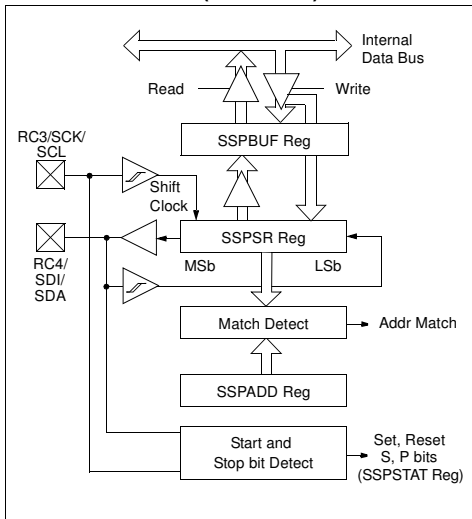 Internal
Data Bus
Read
Write
RC3/SCK/
SCL
SSPBUF Reg
Shift
Clock
SSPSR Reg
MSb
LSb
RC4/
SDI/
SDA
Match Detect
Addr Match
SSPADD Reg
Start and
Stop bit Detect
Set, Reset
S, P bits
(SSPSTAT Reg)